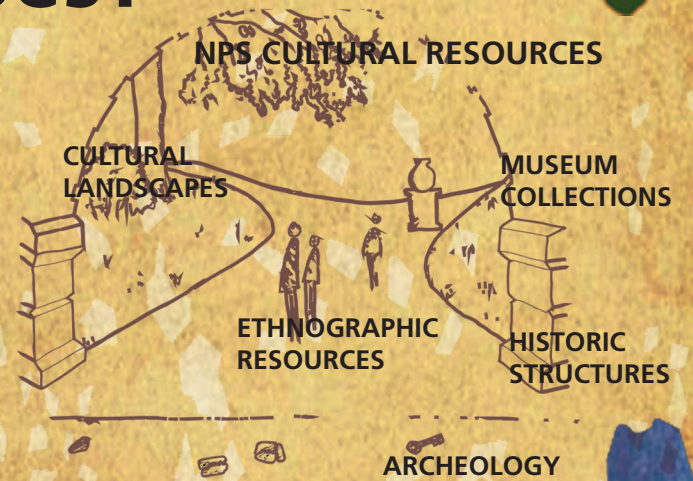 NPS CULTURAL RESOURCES
CULTURAL
LANDSCAPES
MUSEUM
COLLECTIONS
ETHNOGRAPHIC
RESOURCES
HISTORIC
STRUCTURES
ARCHEOLOGY